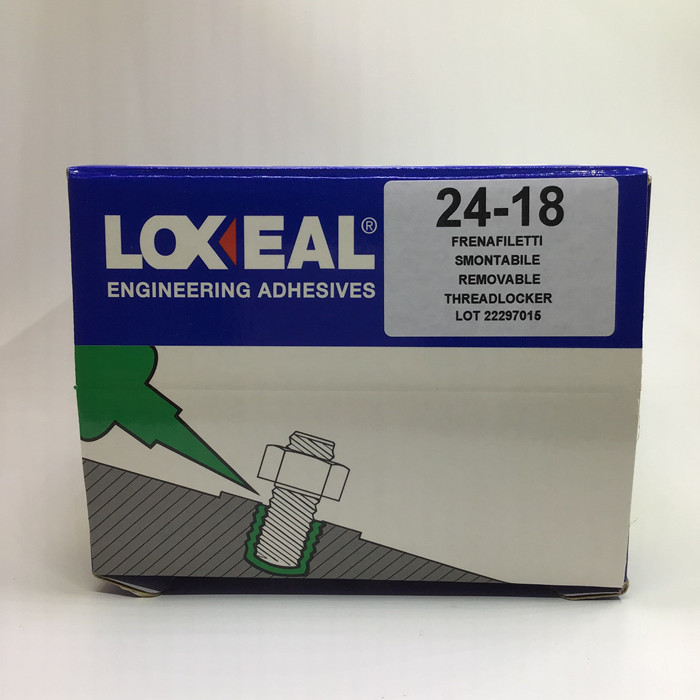 LOXEAL®
ENGINEERING ADHESIVES
24-18
FRENAFILETTI
SMONTABILE
REMOVABLE
THREADLOCKER
LOT 22297015